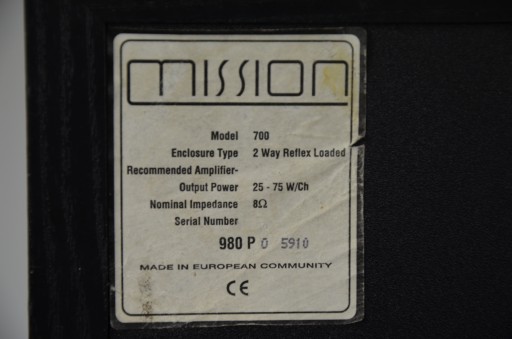 mission
Model 700
Enclosure Type 2 Way Reflex Loaded
Recommended Amplifier-
Output Power 25 - 75 W/Ch
Nominal Impedance 8Ω
Serial Number
980 P 0 5910
MADE IN EUROPEAN COMMUNITY
CE